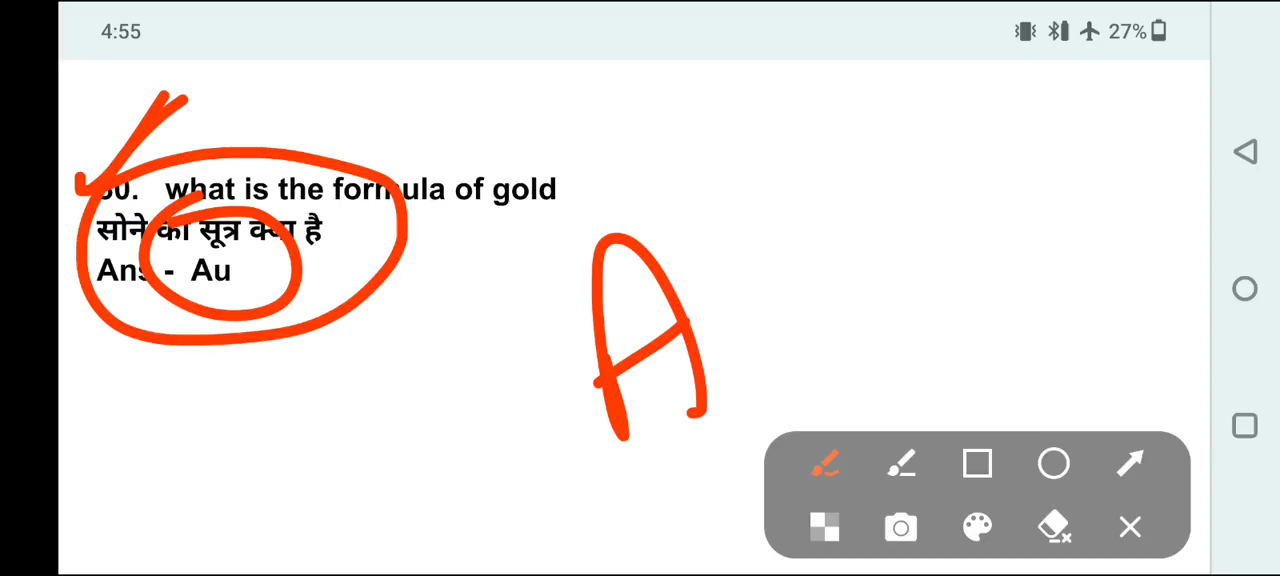 4:55
27%
what is the formula of gold
सोने का सूत्र क्या है
Ans - Au
A